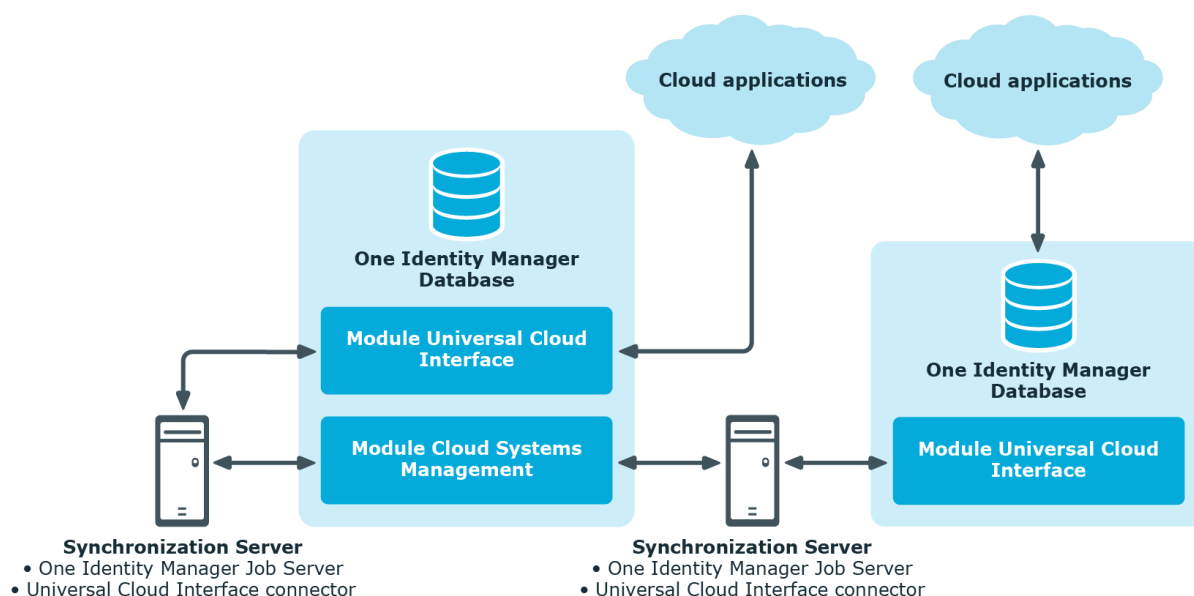 Cloud applications
Cloud applications
One Identity Manager
Database
Module Universal Cloud
Interface
Module Cloud Systems
Management
One Identity Manager
Database
Module Universal Cloud
Interface
Synchronization Server
• One Identity Manager Job Server
• Universal Cloud Interface connector
Synchronization Server
• One Identity Manager Job Server
• Universal Cloud Interface connector